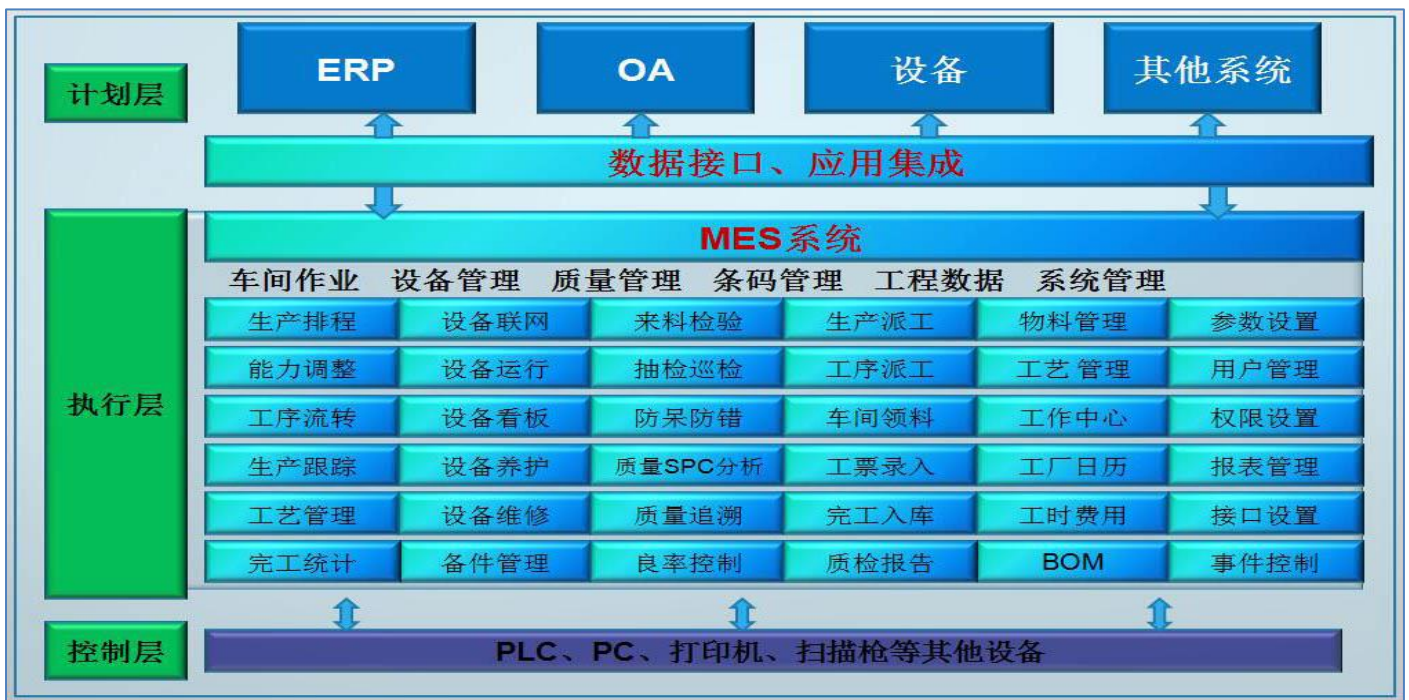 ERP OA 设备 其他系统
计划层
数据接口、应用集成
MES系统
车间作业 设备管理 质量管理 条码管理 工程数据 系统管理
生产排程 设备联网 来料检验 生产派工 物料管理 参数设置
能力调整 设备运行 抽检巡检 工序派工 工艺管理 用户管理
执行层
工序流转 设备看板 防呆防错 车间领料 工作中心 权限设置
生产跟踪 设备养护 质量SPC分析 工票录入 工厂日历 报表管理
工艺管理 设备维修 质量追溯 完工入库 工时费用 接口设置
完工统计 备件管理 良率控制 质检报告 BOM 事件控制
控制层
PLC、PC、打印机、扫描枪等其他设备